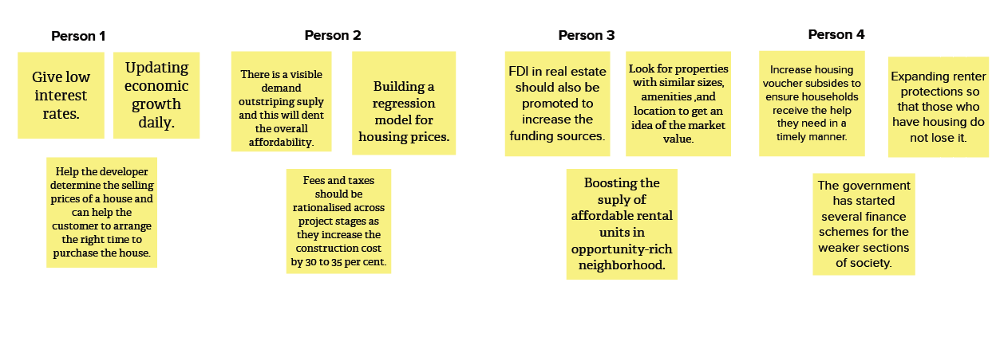 Person 1
Give low
interest
rates.
Updating
economic
growth
daily.
Help the developer
determine the selling
prices of a house and
can help the
customer to arrange
the right time to
purchase the house.
Person 2
There is a visible
demand
outstriping suply
and this will dent
the overall
affordability.
Building a
regression
model for
housing prices.
Fees and taxes
should be
rationalised across
project stages as
they increase the
construction cost
by 30 to 35 per cent.
Person 3
FDI in real estate
should also be
promoted to
increase the
funding sources.
Look for properties
with similar sizes,
amenities ,and
location to get an
idea of the market
value.
Boosting the
suply of
affordable rental
units in
opportunity-rich
neighborhood.
Person 4
Increase housing
voucher subsides to
ensure households
receive the help
they need in a
timely manner.
Expanding renter
protections so
that those who
have housing do
not lose it.
The government
has started
several finance
schemes for the
weaker sections
of society.